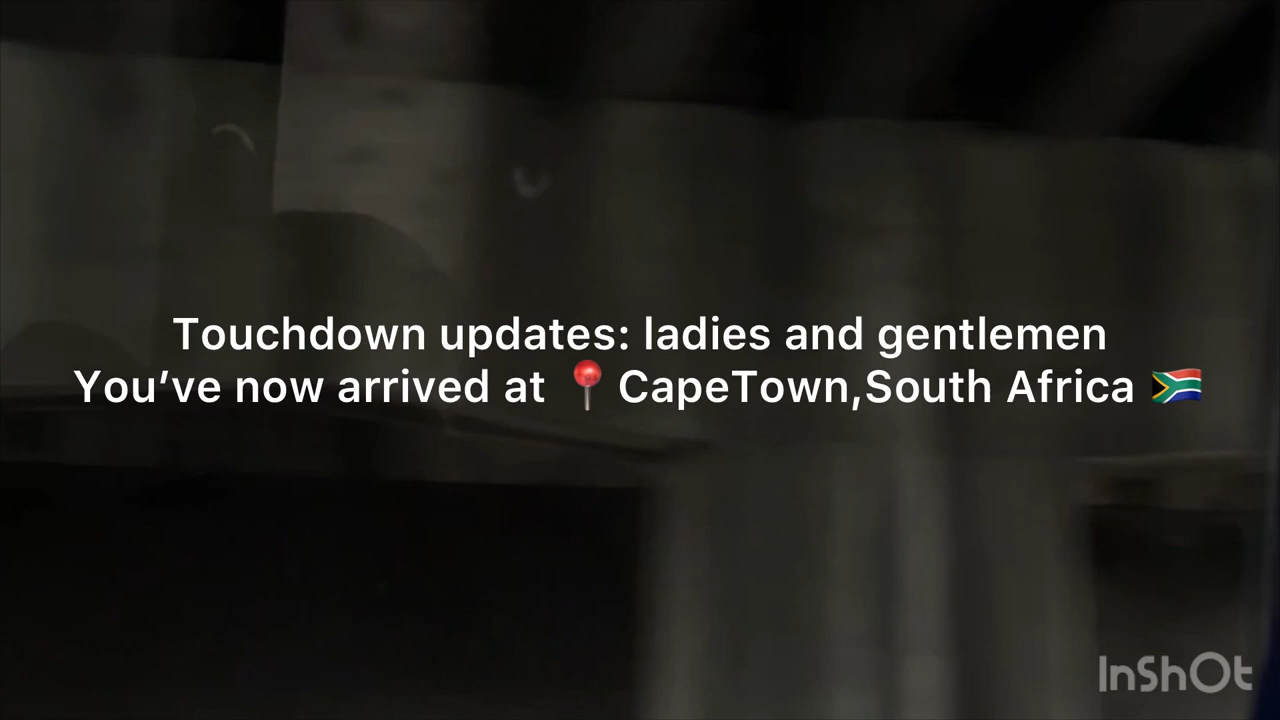 Touchdown updates: ladies and gentlemen
You’ve now arrived at 📍CapeTown,South Africa 🇿🇦
InShOt